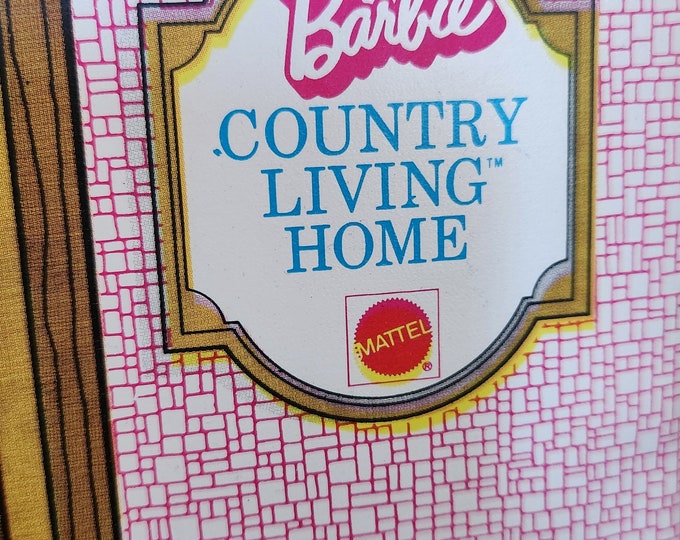 Barbie
COUNTRY
LIVING™
HOME
MATTEL
®